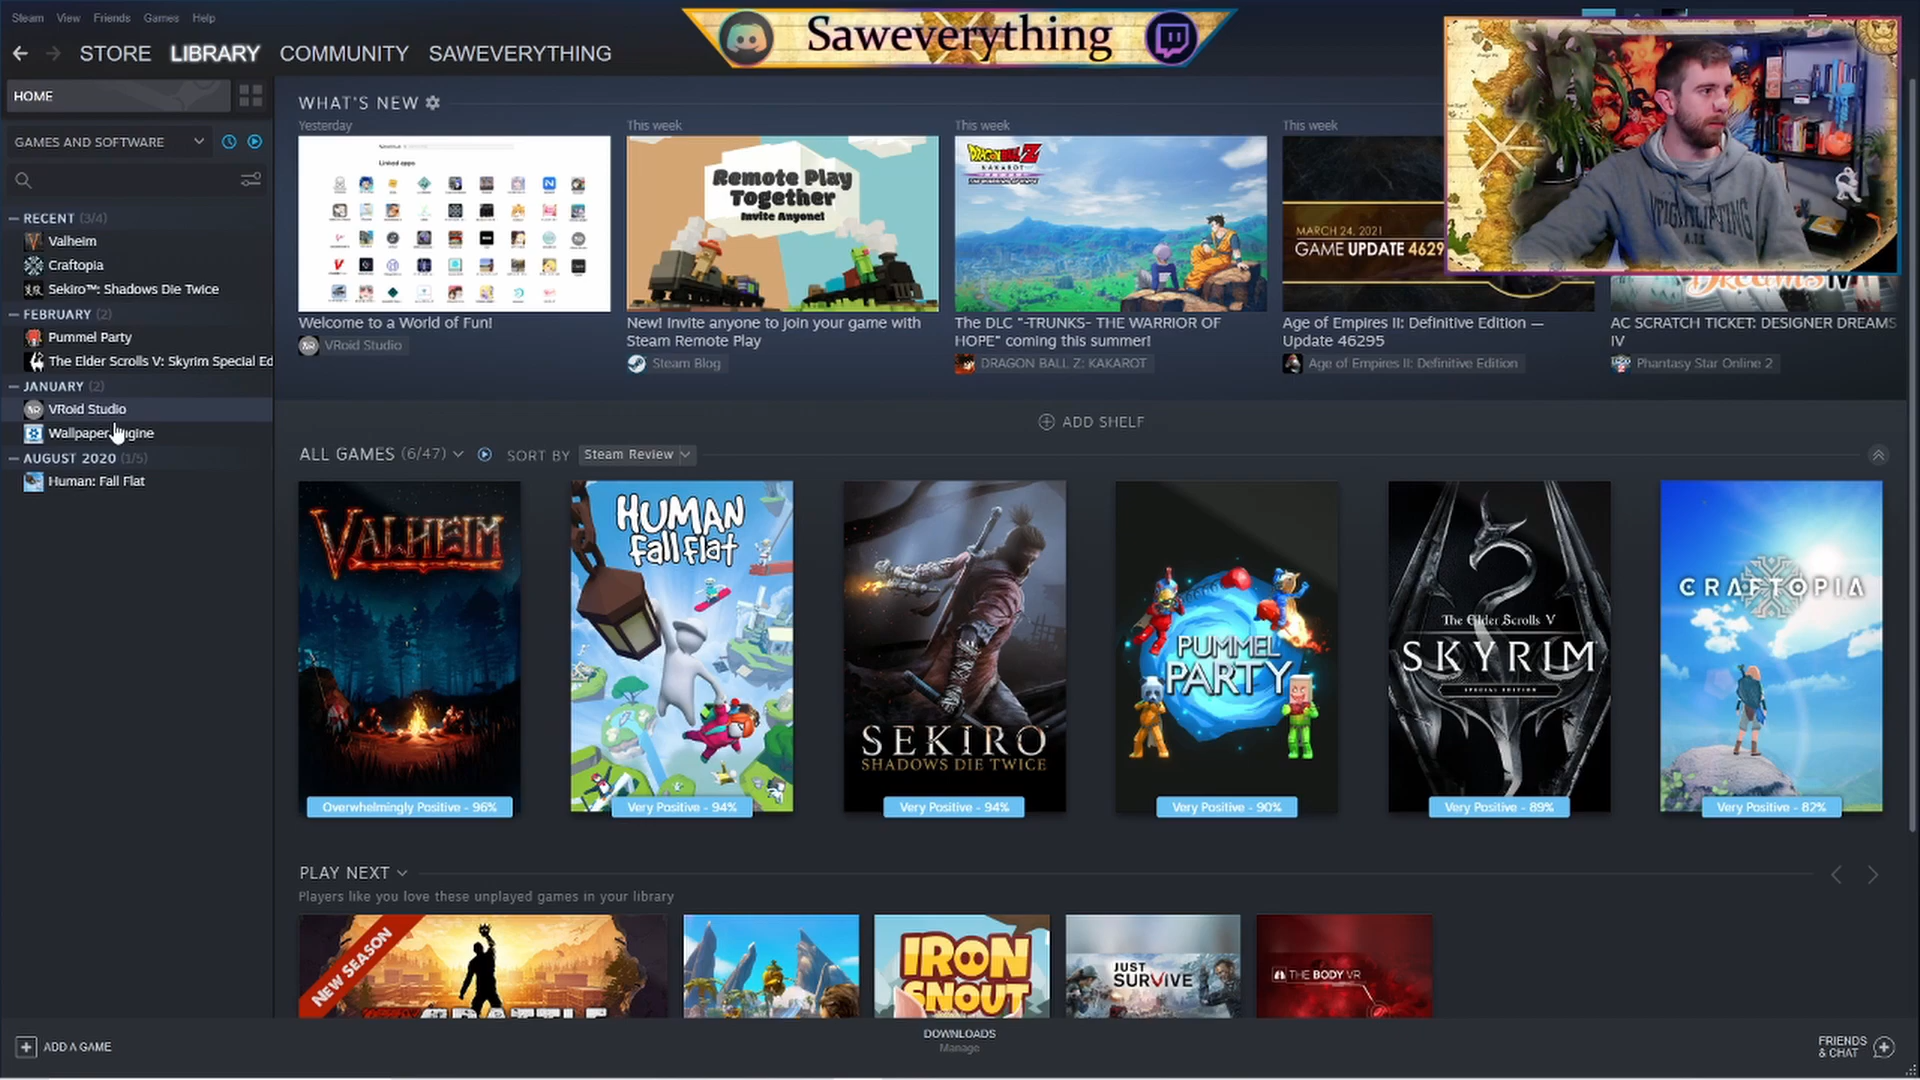 Steam View Friends Games Help
STORE LIBRARY COMMUNITY SAWEVERYTHING
Saweverything
HOME
GAMES AND SOFTWARE
RECENT (3/4)
Valheim
Craftopia
Sekiro™: Shadows Die Twice
FEBRUARY (2)
Pummel Party
The Elder Scrolls V: Skyrim Special Ed
JANUARY (2)
VRoid Studio
Wallpaper
AUGUST 2020 (1/5)
Human: Fall Flat
WHAT'S NEW
Yesterday
Linked apps
Welcome to a World of Fun!
VRoid Studio
This week
Remote Play
Together
Invite Anyone!
New! Invite anyone to join your game with
Steam Remote Play
Steam Blog
This week
DRAGON BALL Z
KAKAROT
The DLC "-TRUNKS- THE WARRIOR OF
HOPE" coming this summer!
DRAGON BALL Z: KAKAROT
This week
MARCH 24, 2021
GAME UPDATE 4629
Age of Empires II: Definitive Edition —
Update 46295
Age of Empires II: Definitive Edition
AC SCRATCH TICKET: DESIGNER DREAMS
IV
Phantasy Star Online 2
ADD SHELF
ALL GAMES (6/47) SORT BY Steam Review
VALHEIM
Overwhelmingly Positive - 96%
HUMAN
fall flat
Very Positive - 94%
SEKIRO
SHADOWS DIE TWICE
Very Positive - 94%
PUMMEL
PARTY
Very Positive - 90%
The Elder Scrolls V
SKYRIM
SPECIAL EDITION
Very Positive - 89%
CRAFTOPIA
Very Positive - 82%
PLAY NEXT
Players like you love these unplayed games in your library
NEW SEASON
IRON
SNOUT
JUST
SURVIVE
THE BODY VR
ADD A GAME
DOWNLOADS
Manage
FRIENDS
& CHAT